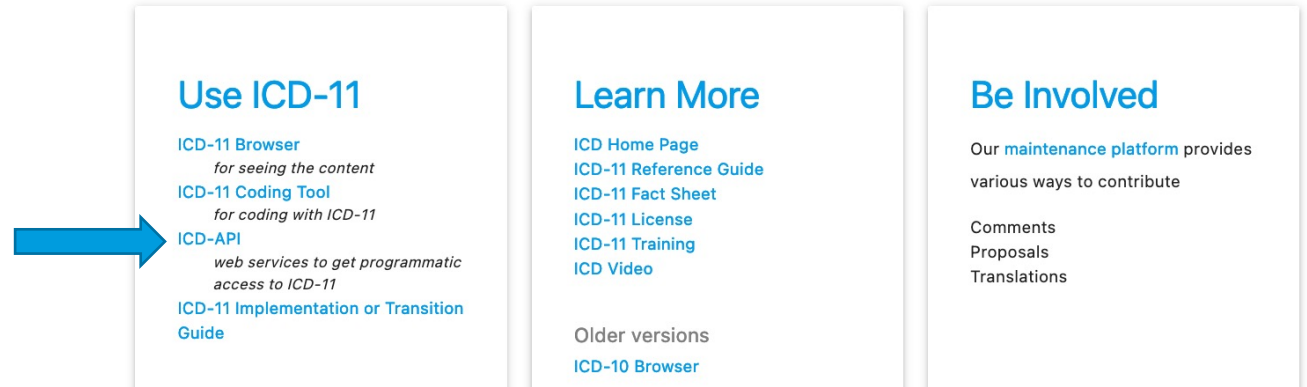 Use ICD-11
ICD-11 Browser
for seeing the content
ICD-11 Coding Tool
for coding with ICD-11
ICD-API
web services to get programmatic
access to ICD-11
ICD-11 Implementation or Transition
Guide
Learn More
ICD Home Page
ICD-11 Reference Guide
ICD-11 Fact Sheet
ICD-11 License
ICD-11 Training
ICD Video
Older versions
ICD-10 Browser
Be Involved
Our maintenance platform provides
various ways to contribute
Comments
Proposals
Translations